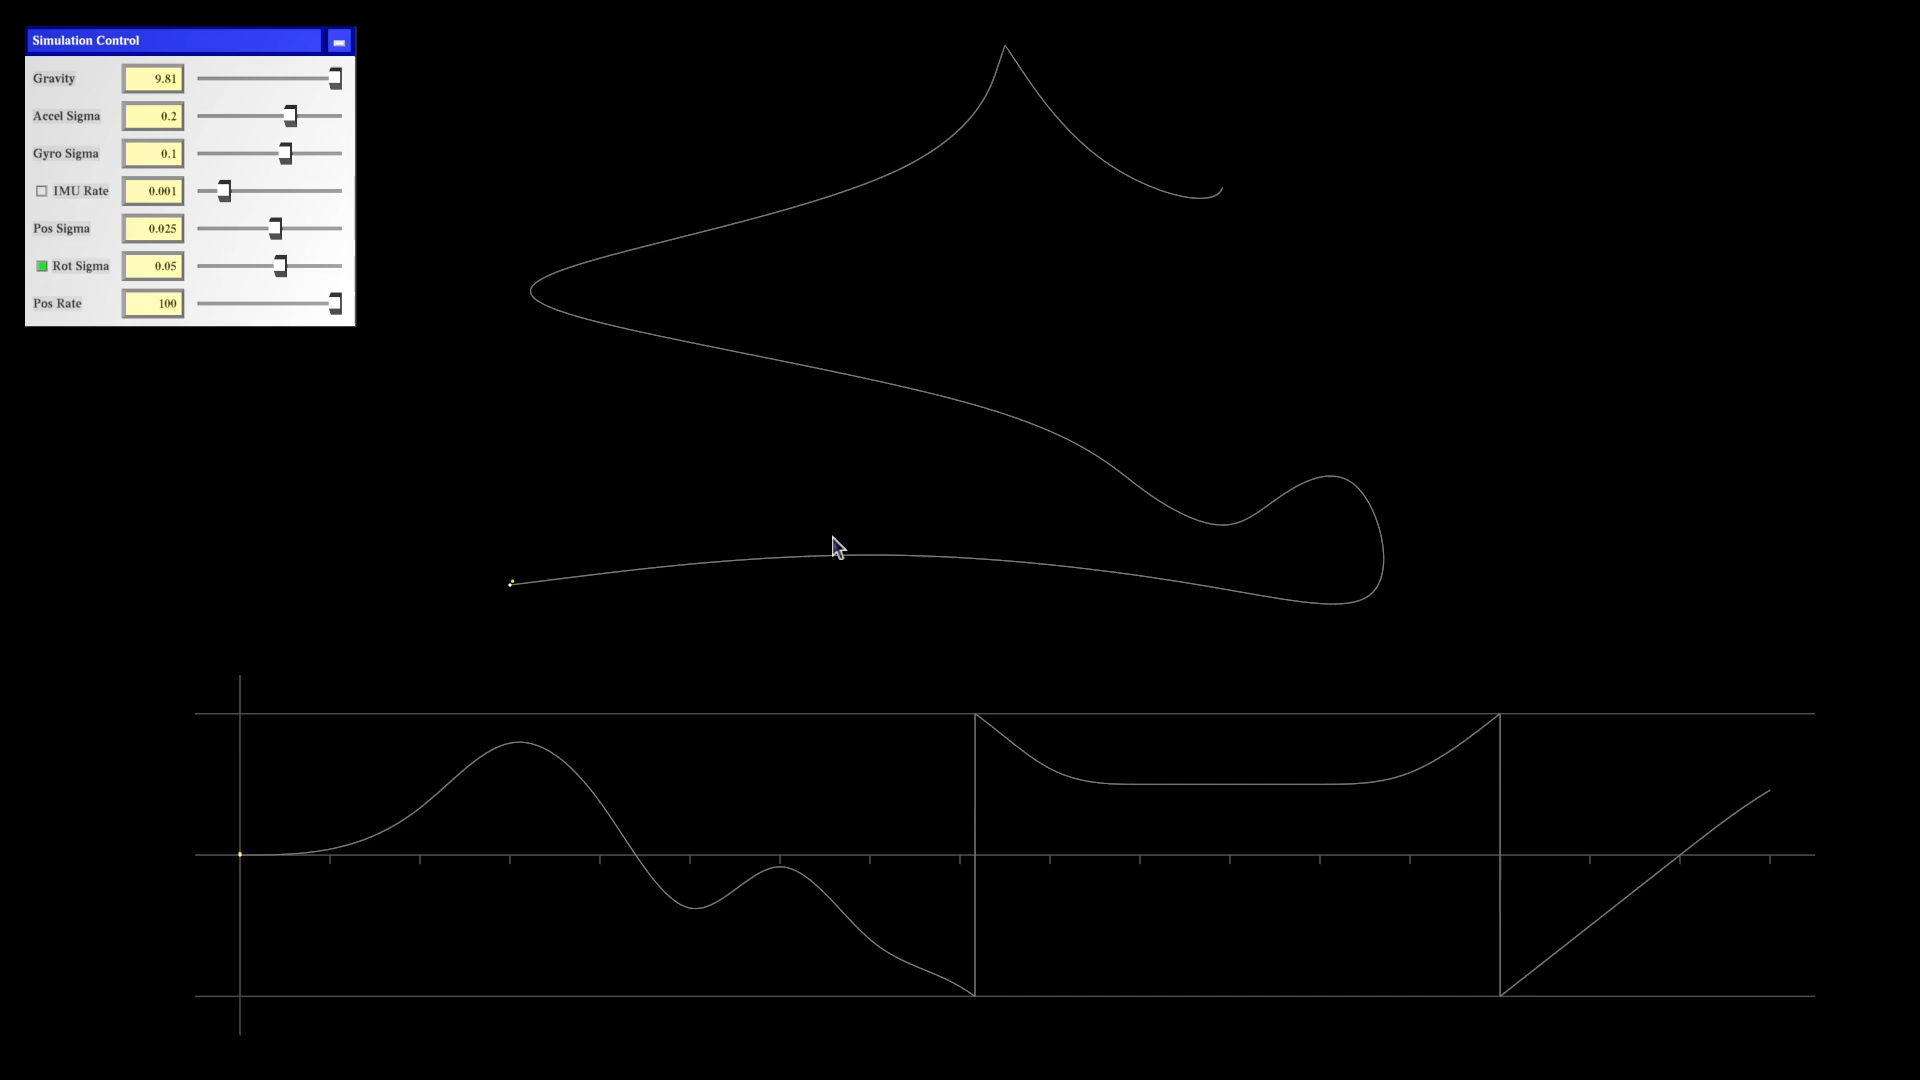 Simulation Control
Gravity 9.81
Accel Sigma 0.2
Gyro Sigma 0.1
IMU Rate 0.001
Pos Sigma 0.025
Rot Sigma 0.05
Pos Rate 100